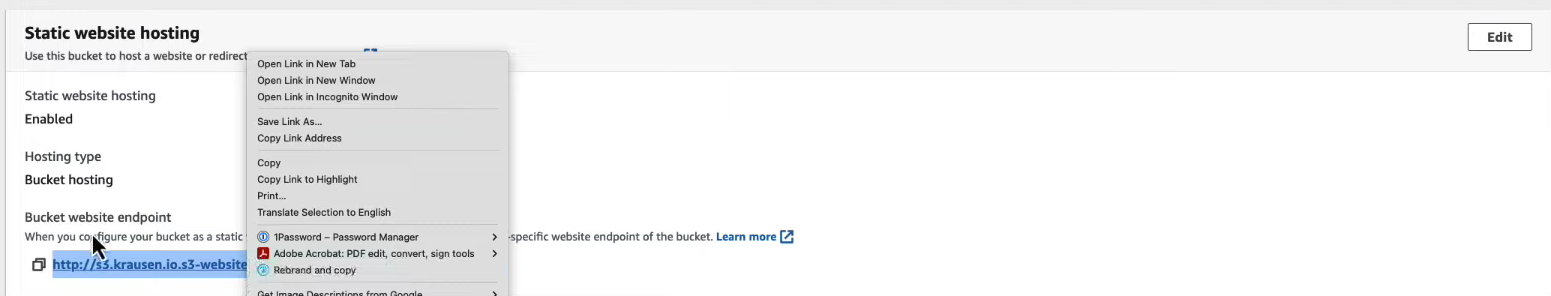 Static website hosting
Edit
Use this bucket to host a website or redirect
Open Link in New Tab
Open Link in New Window
Open Link in Incognito Window
Static website hosting
Enabled
Save Link As...
Copy Link Address
Hosting type
Bucket hosting
Copy
Copy Link to Highlight
Print...
Translate Selection to English
Bucket website endpoint
When you configure your bucket as a static
-specific website endpoint of the bucket. Learn more
1Password – Password Manager
Adobe Acrobat: PDF edit, convert, sign tools
http://s3.krausen.io.s3-website
Rebrand and copy
Get Image Descriptions from Google